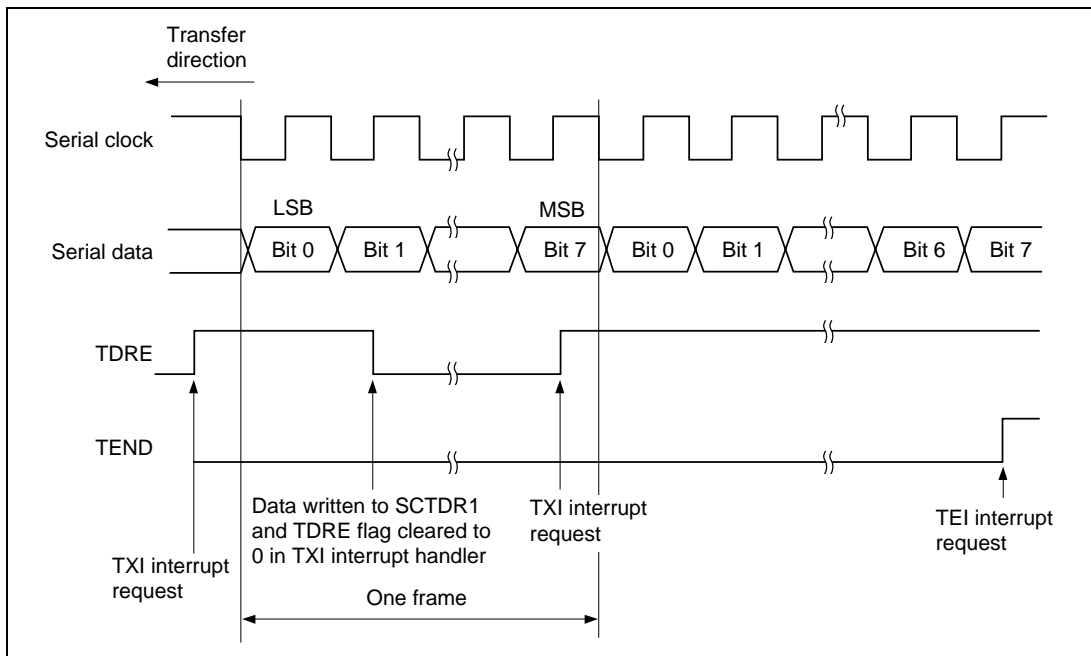 Transfer
direction
Serial clock
LSB
MSB
Serial data
Bit 0
Bit 1
Bit 7
Bit 0
Bit 1
Bit 6
Bit 7
TDRE
TEND
Data written to SCTDR1
and TDRE flag cleared to
0 in TXI interrupt handler
TXI interrupt
request
TEI interrupt
request
TXI interrupt
request
One frame